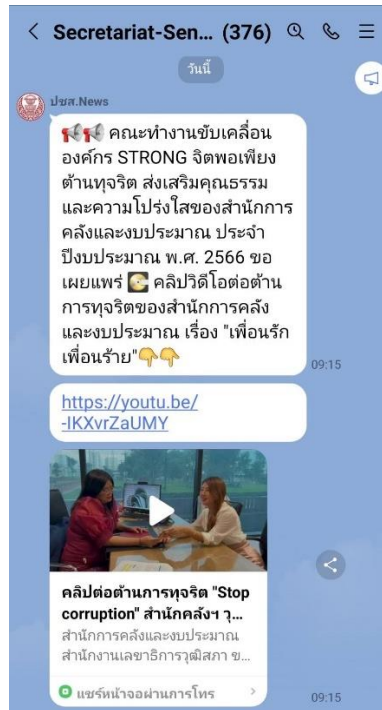 Secretariat-Sen... (376)
วันนี้
ปชส.News
คณะทำงานขับเคลื่อน
องค์กร STRONG จิตพอเพียง
ต้านทุจริต ส่งเสริมคุณธรรม
และความโปร่งใสของสำนักการ
คลังและงบประมาณ ประจำ
ปีงบประมาณ พ.ศ. 2566 ขอ
เผยแพร่ 📀 คลิปวิดีโอต่อต้าน
การทุจริตของสำนักการคลัง
และงบประมาณ เรื่อง "เพื่อนรัก
เพื่อนร้าย"👇👇
09:15
https://youtu.be/
-IKXvrZaUMY
คลิปต่อต้านการทุจริต "Stop
corruption" สำนักคลังฯ วุ...
สำนักการคลังและงบประมาณ
สำนักงานเลขาธิการวุฒิสภา ข...
แชร์หน้าจอผ่านการโทร
09:15